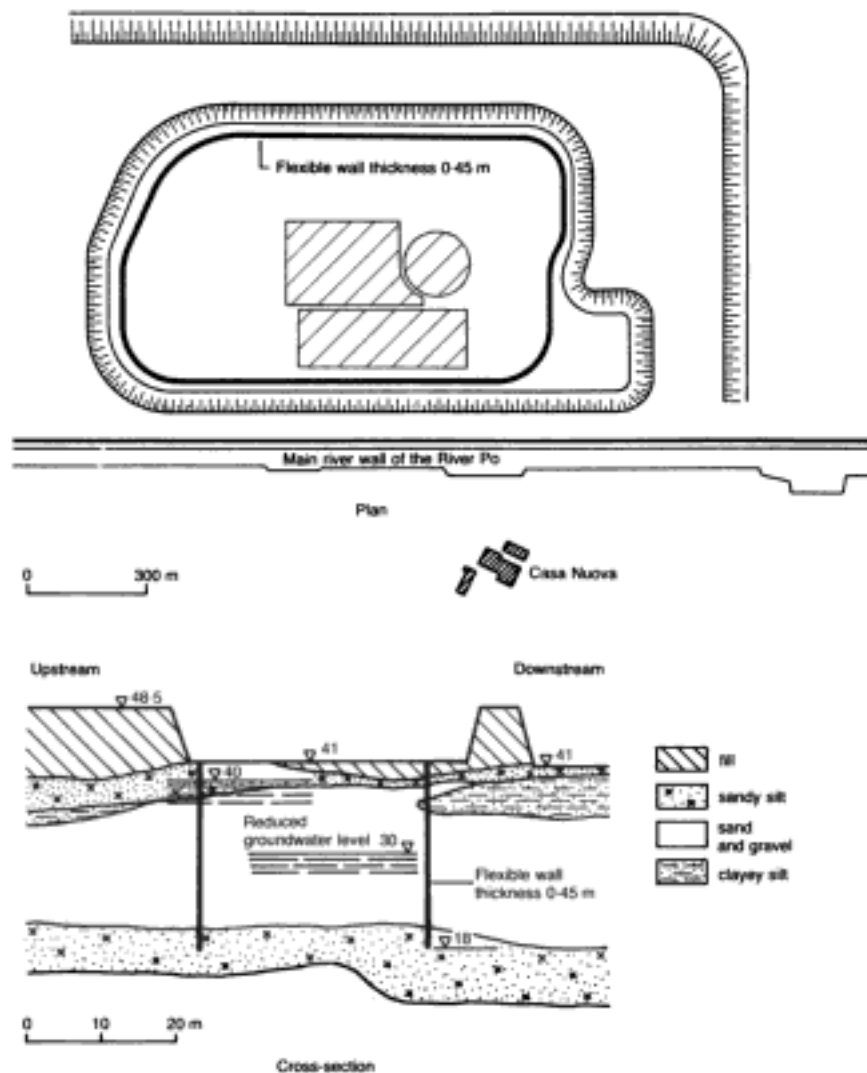 Flexible wall thickness 0·45 m
Main river wall of the River Po
Plan
0 300 m
Casa Nuova
Upstream
Downstream
48·5
41
41
40
Reduced
groundwater level 30
Flexible wall
thickness 0·45 m
18
fill
sandy silt
sand
and gravel
clayey silt
0 10 20 m
Cross-section